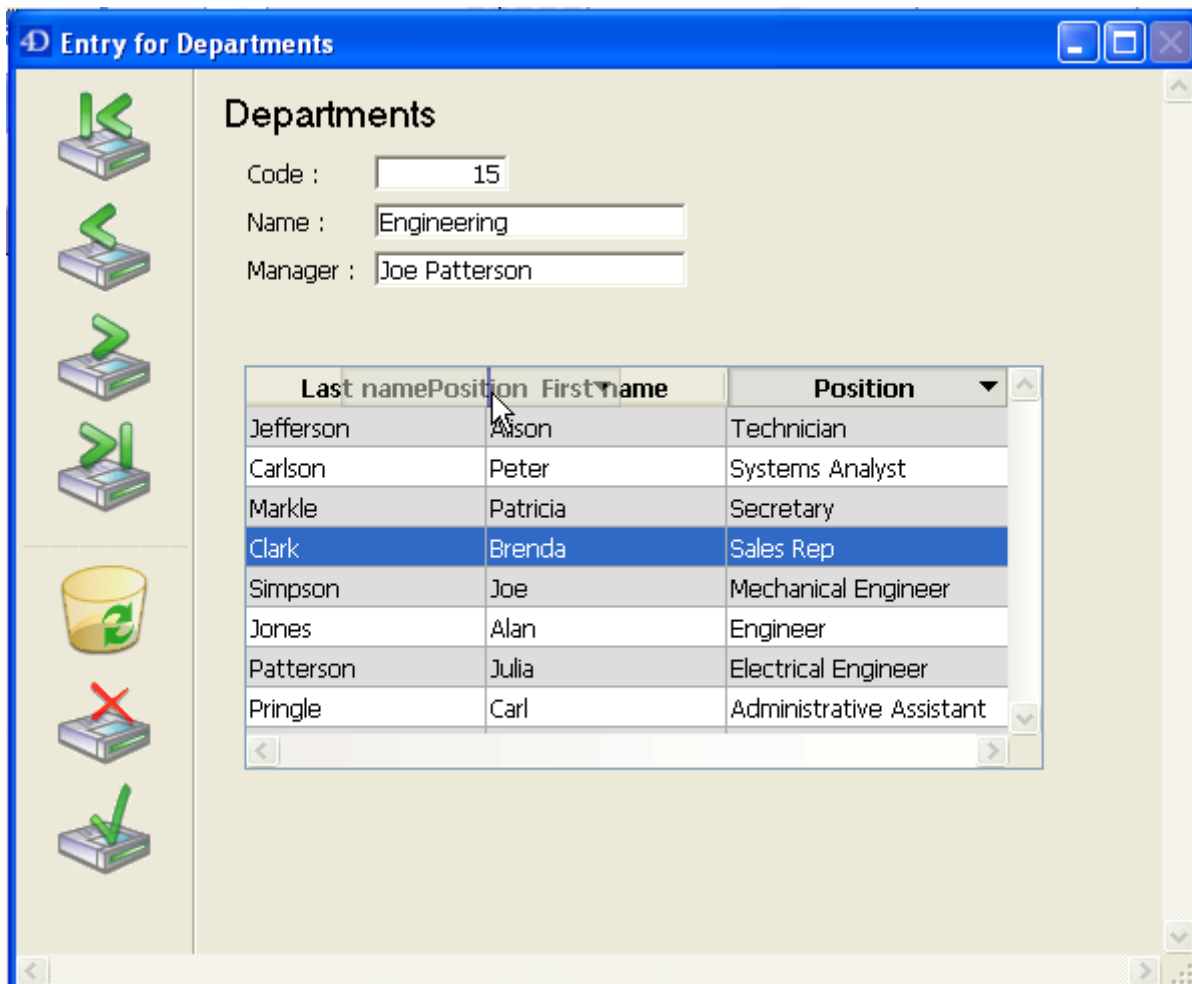 4D Entry for Departments
Departments
Code : 15
Name : Engineering
Manager : Joe Patterson
Last name Position First name Position
Jefferson Alison Technician
Carlson Peter Systems Analyst
Markle Patricia Secretary
Clark Brenda Sales Rep
Simpson Joe Mechanical Engineer
Jones Alan Engineer
Patterson Julia Electrical Engineer
Pringle Carl Administrative Assistant